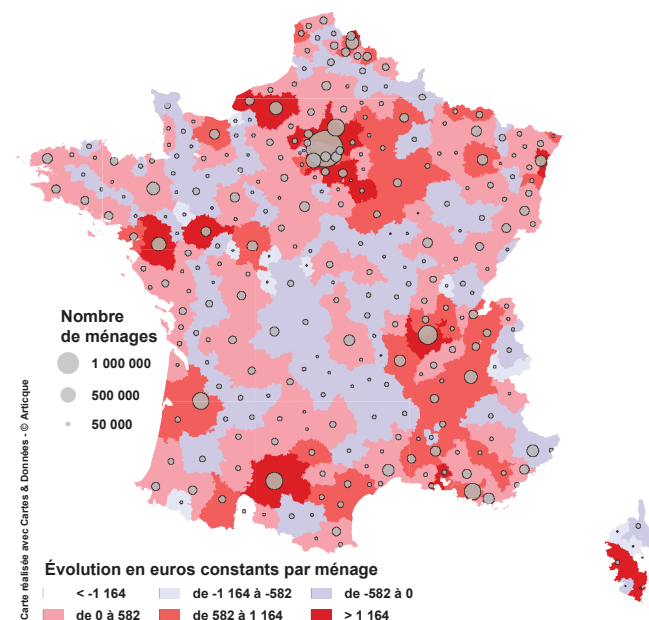 Nombre
de ménages
1 000 000
500 000
50 000
Carte réalisée avec Cartes & Données - © Articque
Évolution en euros constants par ménage
< -1 164
de -1 164 à -582
de -582 à 0
de 0 à 582
de 582 à 1 164
> 1 164